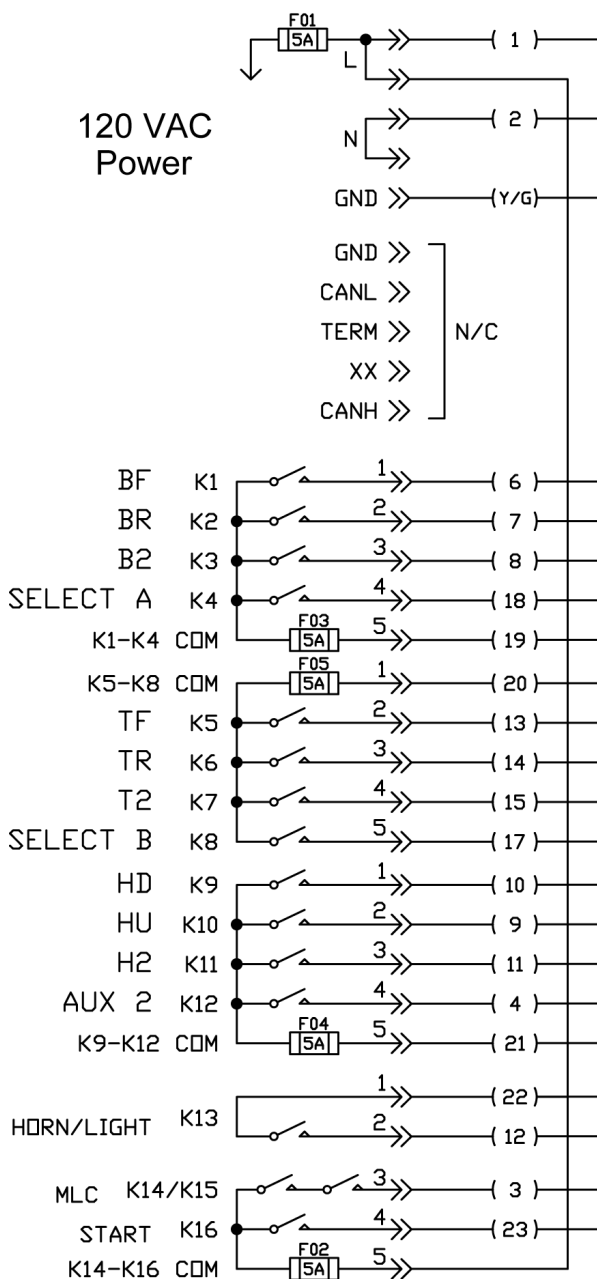 F01
5A
L
( 1 )
120 VAC
Power
N
( 2 )
GND
(Y/G)
GND
CANL
TERM
N/C
XX
CANH
BF K1 1 ( 6 )
BR K2 2 ( 7 )
B2 K3 3 ( 8 )
SELECT A K4 4 ( 18 )
F03
K1-K4 COM 5A 5 ( 19 )
F05
K5-K8 COM 5A 1 ( 20 )
TF K5 2 ( 13 )
TR K6 3 ( 14 )
T2 K7 4 ( 15 )
SELECT B K8 5 ( 17 )
HD K9 1 ( 10 )
HU K10 2 ( 9 )
H2 K11 3 ( 11 )
AUX 2 K12 4 ( 4 )
F04
K9-K12 COM 5A 5 ( 21 )
1 ( 22 )
HORN/LIGHT K13 2 ( 12 )
MLC K14/K15 3 ( 3 )
START K16 4 ( 23 )
F02
K14-K16 COM 5A 5